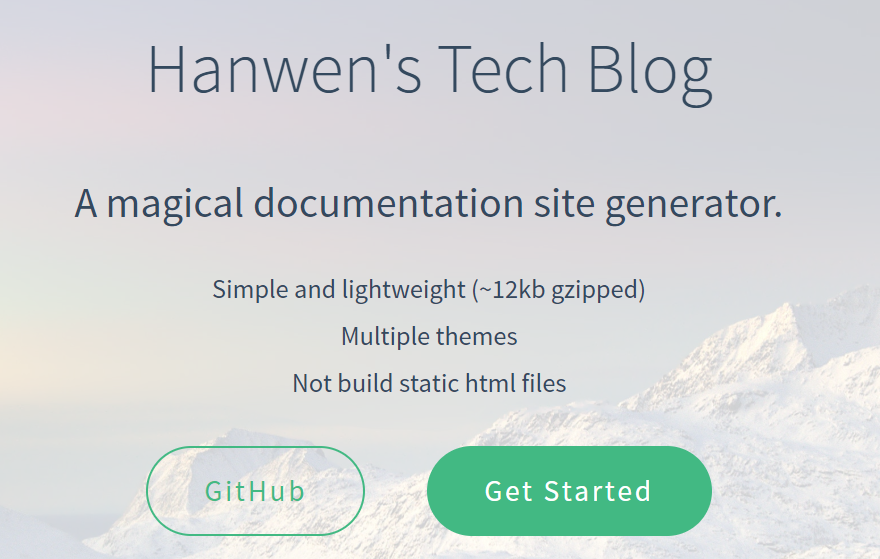 Hanwen's Tech Blog
A magical documentation site generator.
Simple and lightweight (~12kb gzipped)
Multiple themes
Not build static html files
GitHub
Get Started